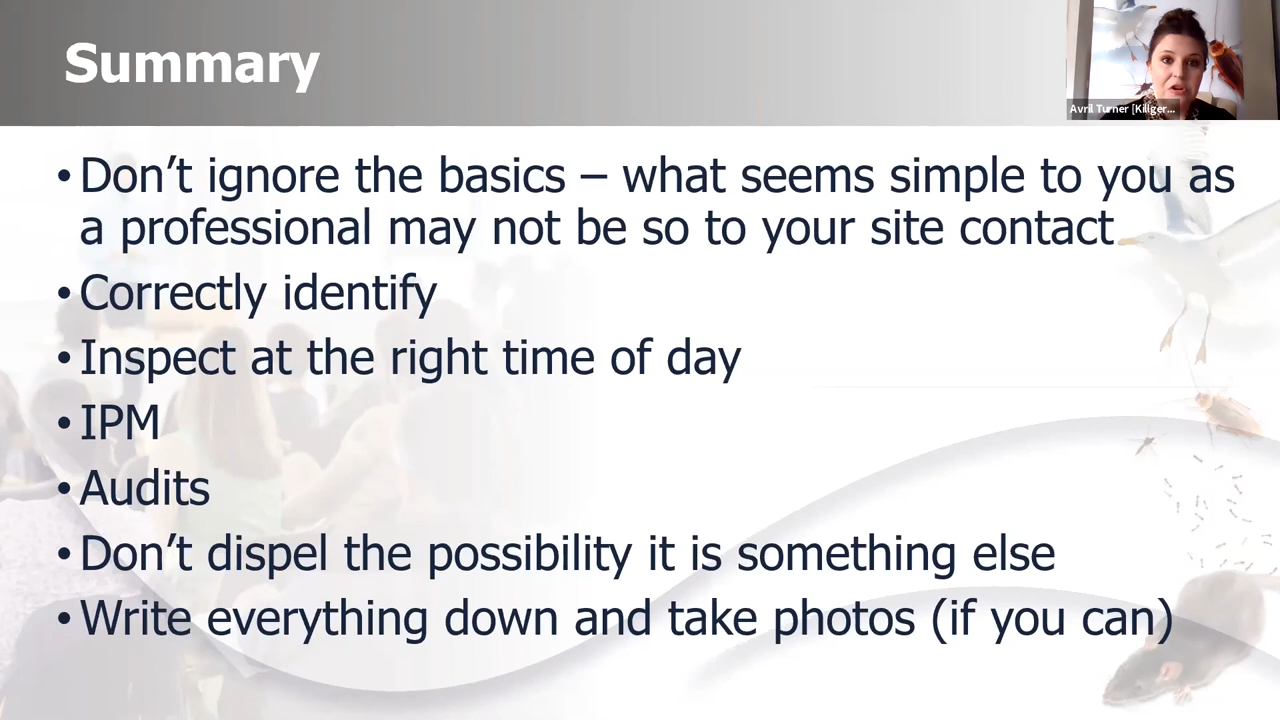 Summary
Avril Turner [Killger...
• Don’t ignore the basics – what seems simple to you as
a professional may not be so to your site contact
• Correctly identify
• Inspect at the right time of day
• IPM
• Audits
• Don’t dispel the possibility it is something else
• Write everything down and take photos (if you can)